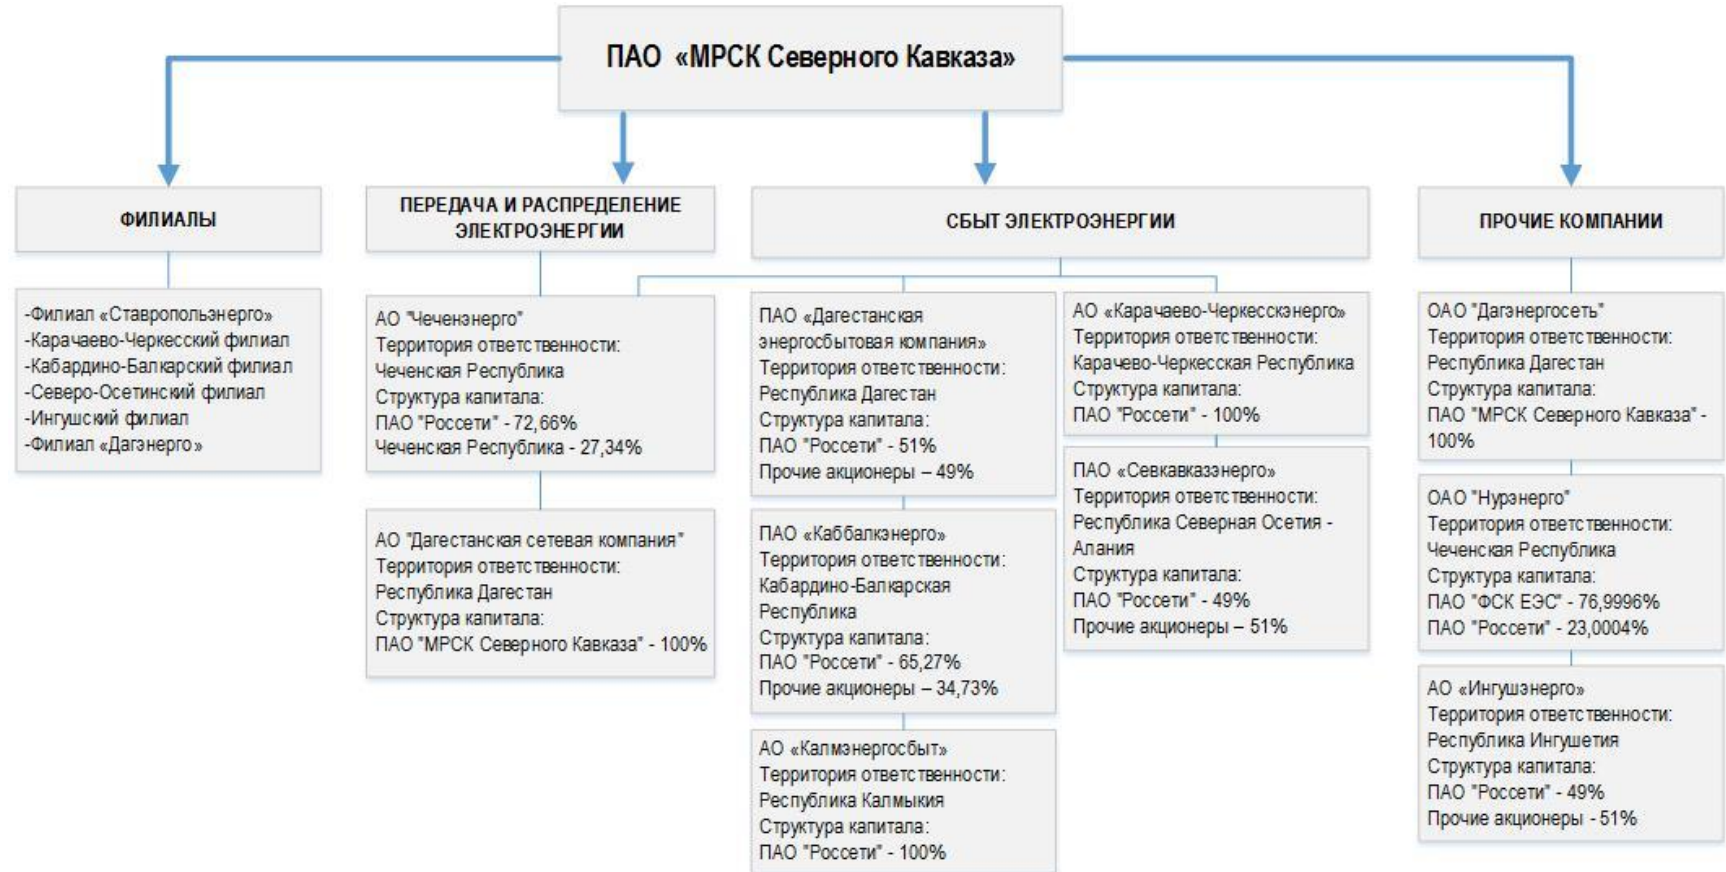 ПАО «МРСК Северного Кавказа»
ФИЛИАЛЫ
-Филиал «Ставропольэнерго»
-Карачаево-Черкесский филиал
-Кабардино-Балкарский филиал
-Северо-Осетинский филиал
-Ингушский филиал
-Филиал «Дагэнерго»
ПЕРЕДАЧА И РАСПРЕДЕЛЕНИЕ
ЭЛЕКТРОЭНЕРГИИ
АО "Чеченэнерго"
Территория ответственности:
Чеченская Республика
Структура капитала:
ПАО "Россети" - 72,66%
Чеченская Республика - 27,34%
АО "Дагестанская сетевая компания"
Территория ответственности:
Республика Дагестан
Структура капитала:
ПАО "МРСК Северного Кавказа" - 100%
СБЫТ ЭЛЕКТРОЭНЕРГИИ
ПАО «Дагестанская
энергосбытовая компания»
Территория ответственности:
Республика Дагестан
Структура капитала:
ПАО "Россети" - 51%
Прочие акционеры – 49%
ПАО «Каббалкэнерго»
Территория ответственности:
Кабардино-Балкарская
Республика
Структура капитала:
ПАО "Россети" - 65,27%
Прочие акционеры – 34,73%
АО «Калмэнергосбыт»
Территория ответственности:
Республика Калмыкия
Структура капитала:
ПАО "Россети" - 100%
АО «Карачаево-Черкесскэнерго»
Территория ответственности:
Карачево-Черкесская Республика
Структура капитала:
ПАО "Россети" - 100%
ПАО «Севкавказэнерго»
Территория ответственности:
Республика Северная Осетия -
Алания
Структура капитала:
ПАО "Россети" - 49%
Прочие акционеры – 51%
ПРОЧИЕ КОМПАНИИ
ОАО "Дагэнергосеть"
Территория ответственности:
Республика Дагестан
Структура капитала:
ПАО "МРСК Северного Кавказа" -
100%
ОАО "Нурэнерго"
Территория ответственности:
Чеченская Республика
Структура капитала:
ПАО "ФСК ЕЭС" - 76,9996%
ПАО "Россети" - 23,0004%
АО «Ингушэнерго»
Территория ответственности:
Республика Ингушетия
Структура капитала:
ПАО "Россети" - 49%
Прочие акционеры - 51%